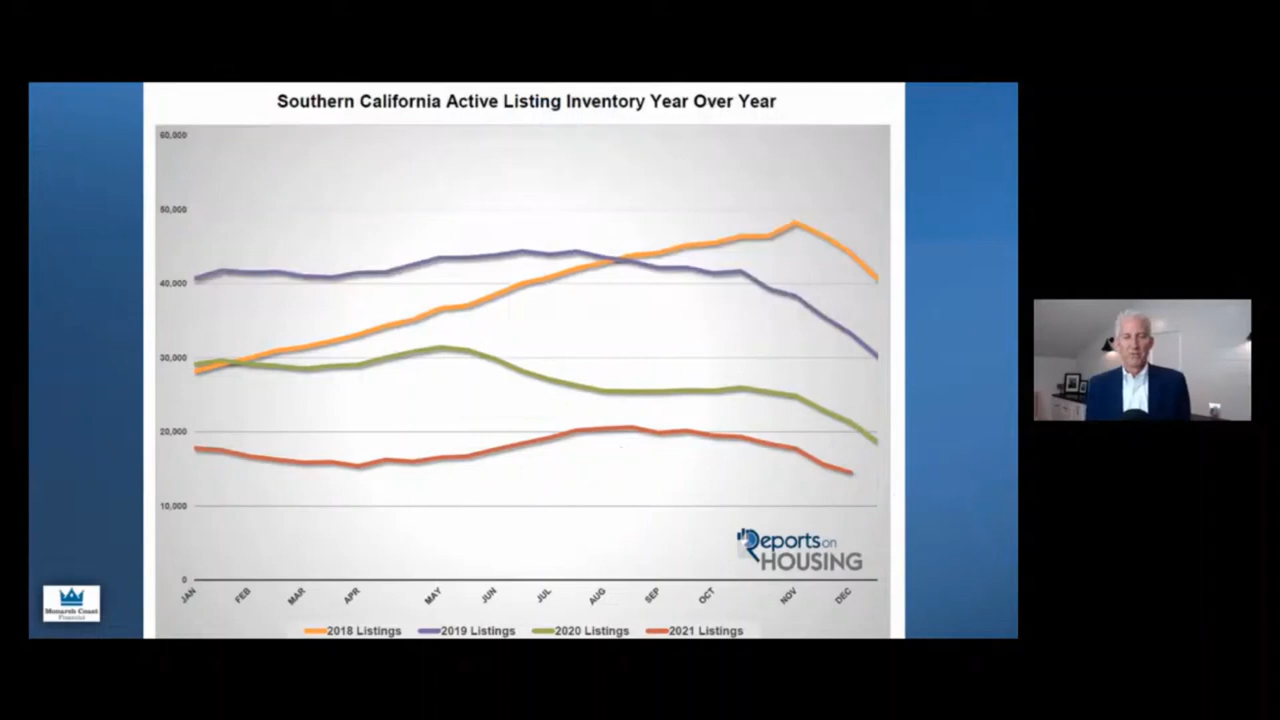 Southern California Active Listing Inventory Year Over Year
60,000
50,000
40,000
30,000
20,000
10,000
0
JAN FEB MAR APR MAY JUN JUL AUG SEP OCT NOV DEC
Reports on
HOUSING
2018 Listings 2019 Listings 2020 Listings 2021 Listings
Monarch Coast
Financial